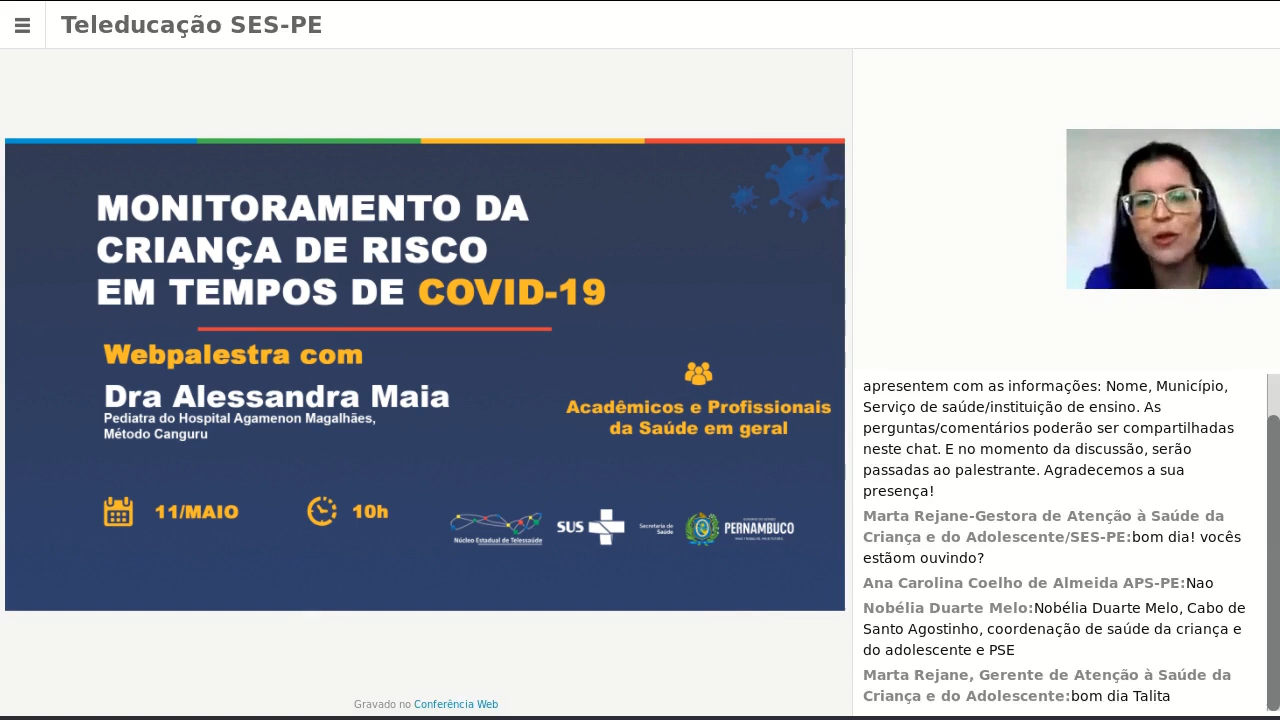 Teleducação SES-PE
MONITORAMENTO DA
CRIANÇA DE RISCO
EM TEMPOS DE COVID-19
Webpalestra com
Dra Alessandra Maia
Pediatra do Hospital Agamenon Magalhães,
Método Canguru
Acadêmicos e Profissionais
da Saúde em geral
11/MAIO
10h
Núcleo Estadual de Telessaúde
SUS
Secretaria de
Saúde
PERNAMBUCO
Gravado no Conferência Web
apresentem com as informações: Nome, Município,
Serviço de saúde/instituição de ensino. As
perguntas/comentários poderão ser compartilhadas
neste chat. E no momento da discussão, serão
passadas ao palestrante. Agradecemos a sua
presença!
Marta Rejane-Gestora de Atenção à Saúde da
Criança e do Adolescente/SES-PE:bom dia! vocês
estãom ouvindo?
Ana Carolina Coelho de Almeida APS-PE:Nao
Nobélia Duarte Melo:Nobélia Duarte Melo, Cabo de
Santo Agostinho, coordenação de saúde da criança e
do adolescente e PSE
Marta Rejane, Gerente de Atenção à Saúde da
Criança e do Adolescente:bom dia Talita